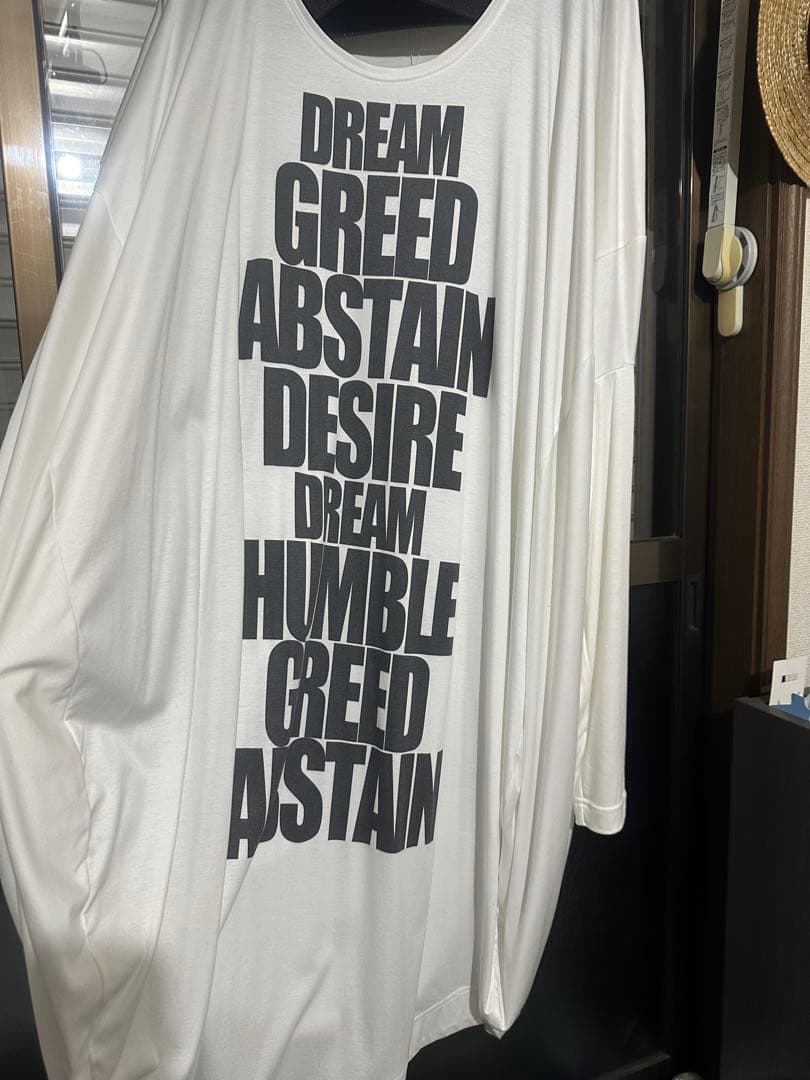 DREAM
GREED
ABSTAIN
DESIRE
DREAM
HUMBLE
GREED
ABSTAIN